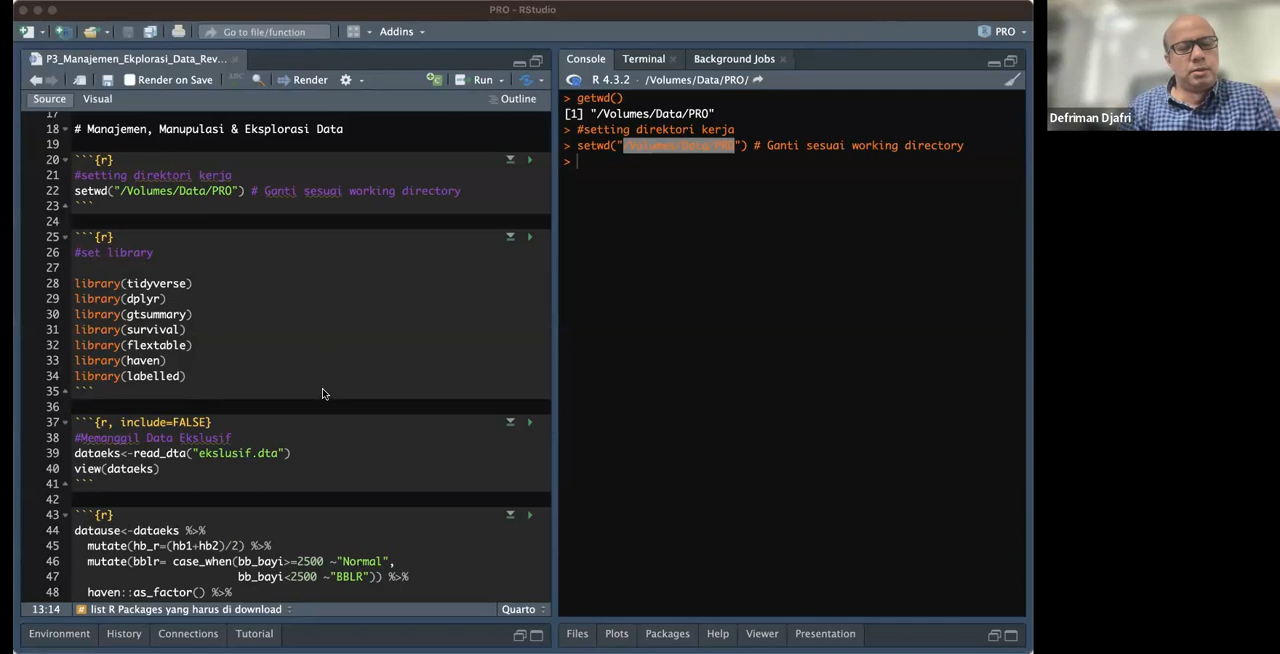 PRO - RStudio
Go to file/function
Addins
PRO
P3_Manajemen_Ekplorasi_Data_Rev...
Render on Save
ABC
Render
Run
Source
Visual
Outline
17
18 # Manajemen, Manupulasi & Eksplorasi Data
19
20 ```{r}
21 #setting direktori kerja
22 setwd("/Volumes/Data/PRO") # Ganti sesuai working directory
23 ```
24
25 ```{r}
26 #set library
27
28 library(tidyverse)
29 library(dplyr)
30 library(gtsummary)
31 library(survival)
32 library(flextable)
33 library(haven)
34 library(labelled)
35 ```
36
37 ```{r, include=FALSE}
38 #Memanggil Data Ekslusif
39 dataeks<-read_dta("ekslusif.dta")
40 view(dataeks)
41 ```
42
43 ```{r}
44 datause<-dataeks %>%
45 mutate(hb_r=(hb1+hb2)/2) %>%
46 mutate(bblr= case_when(bb_bayi>=2500 ~"Normal",
47 bb_bayi<2500 ~"BBLR")) %>%
48 haven::as_factor() %>%
13:14 # list R Packages yang harus di download
Quarto
Environment History Connections Tutorial
Console Terminal Background Jobs
R 4.3.2 · /Volumes/Data/PRO/
> getwd()
[1] "/Volumes/Data/PRO"
> #setting direktori kerja
> setwd("/Volumes/Data/PRO") # Ganti sesuai working directory
>
Files Plots Packages Help Viewer Presentation
Defriman Djafri